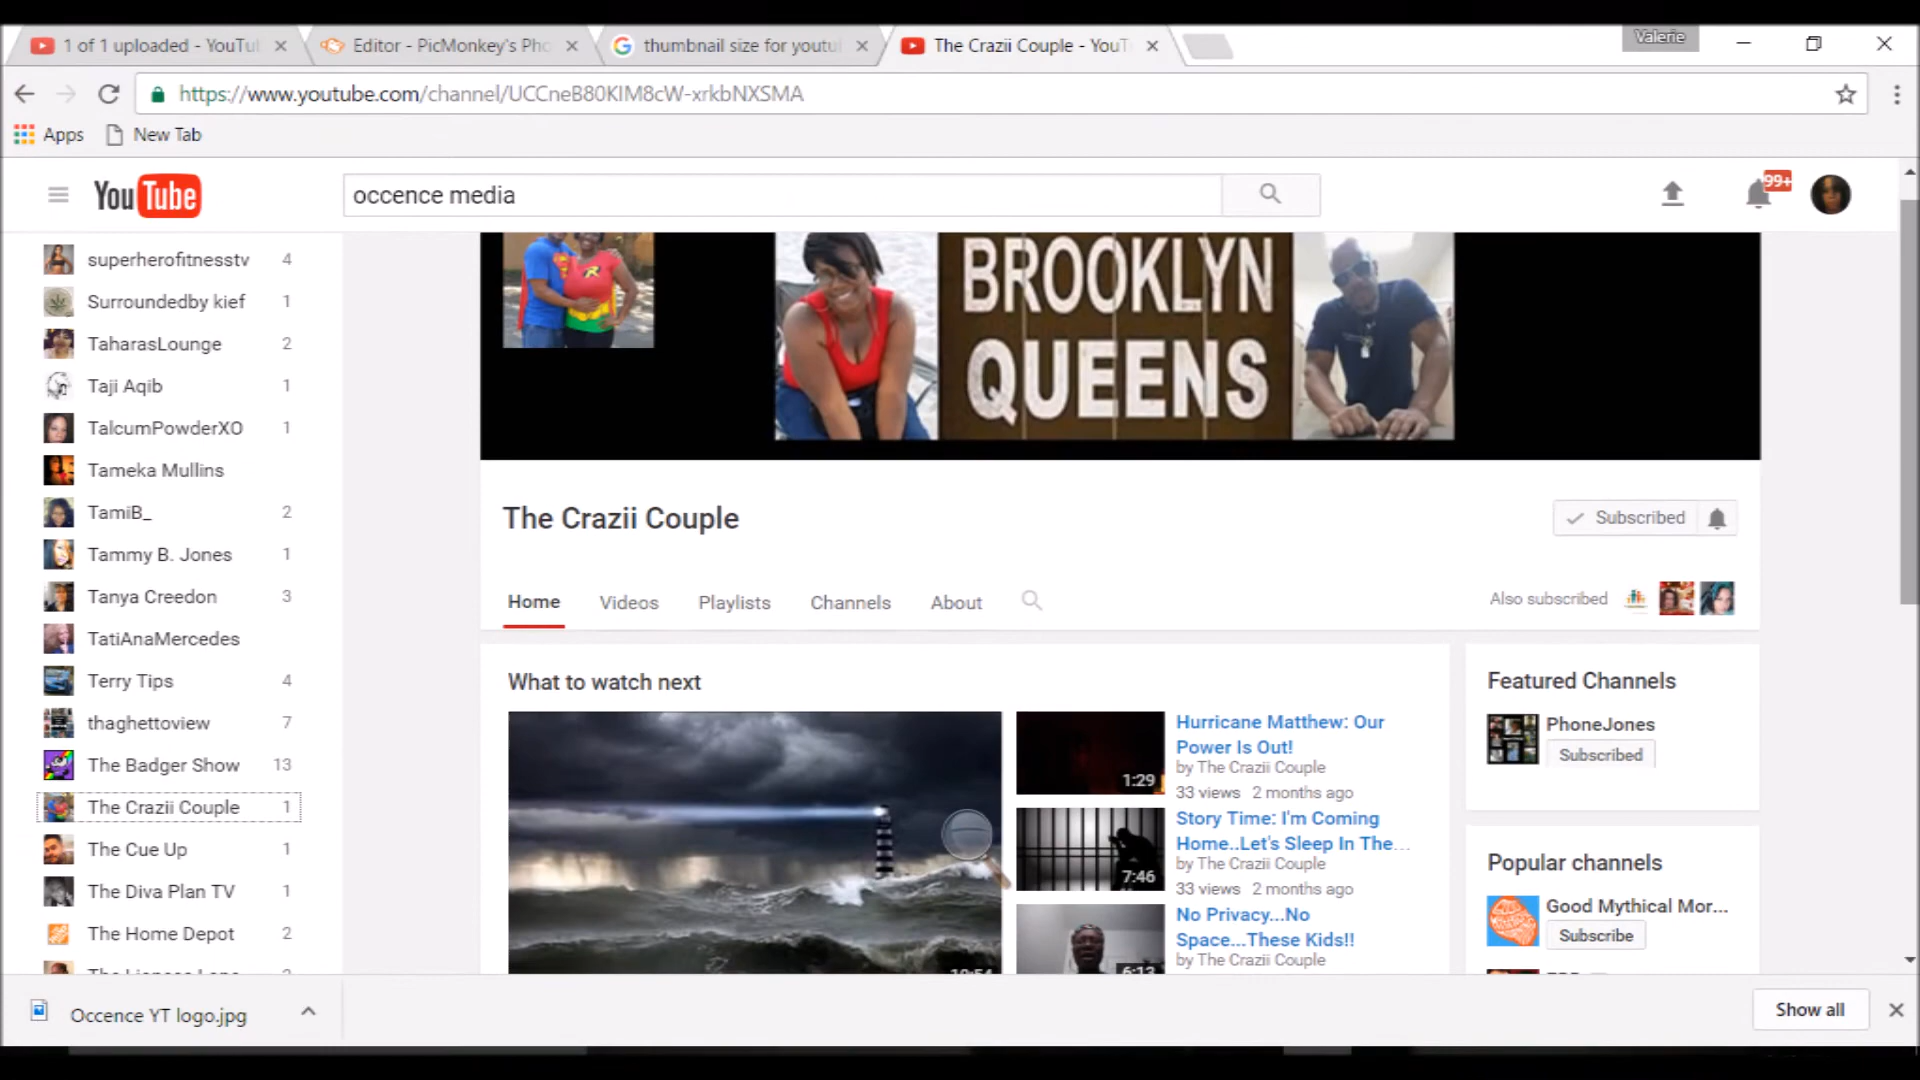 1 of 1 uploaded - YouTu
Editor - PicMonkey's Pho
thumbnail size for youtu
The Crazii Couple - YouT
Valerie
https://www.youtube.com/channel/UCCneB80KIM8cW-xrkbNXSMA
Apps
New Tab
YouTube
occence media
99+
superherofitnesstv 4
Surroundedby kief 1
TaharasLounge 2
Taji Aqib 1
TalcumPowderXO 1
Tameka Mullins
TamiB_ 2
Tammy B. Jones 1
Tanya Creedon 3
TatiAnaMercedes
Terry Tips 4
thaghettoview 7
The Badger Show 13
The Crazii Couple 1
The Cue Up 1
The Diva Plan TV 1
The Home Depot 2
BROOKLYN
QUEENS
The Crazii Couple
Subscribed
Home
Videos
Playlists
Channels
About
Also subscribed
What to watch next
1:29
Hurricane Matthew: Our
Power Is Out!
by The Crazii Couple
33 views 2 months ago
7:46
Story Time: I'm Coming
Home..Let's Sleep In The...
by The Crazii Couple
33 views 2 months ago
6:13
No Privacy...No
Space...These Kids!!
by The Crazii Couple
Featured Channels
PhoneJones
Subscribed
Popular channels
Good Mythical Mor...
Subscribe
Occence YT logo.jpg
Show all